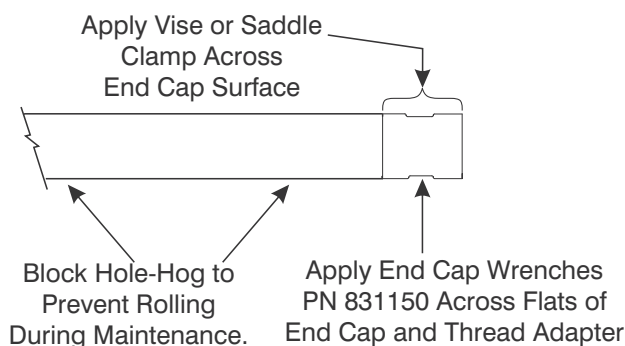 Apply Vise or Saddle
Clamp Across
End Cap Surface
Block Hole-Hog to
Prevent Rolling
During Maintenance.
Apply End Cap Wrenches
PN 831150 Across Flats of
End Cap and Thread Adapter